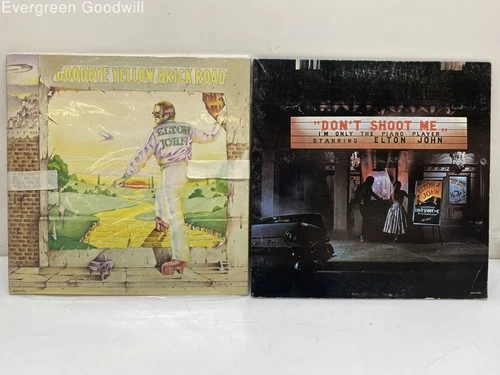 Evergreen Goodwill
GOODBYE YELLOW BRICK ROAD
ELTON
JOHN
"DON'T SHOOT ME„
I'M ONLY THE PIANO PLAYER
STARRING ELTON JOHN